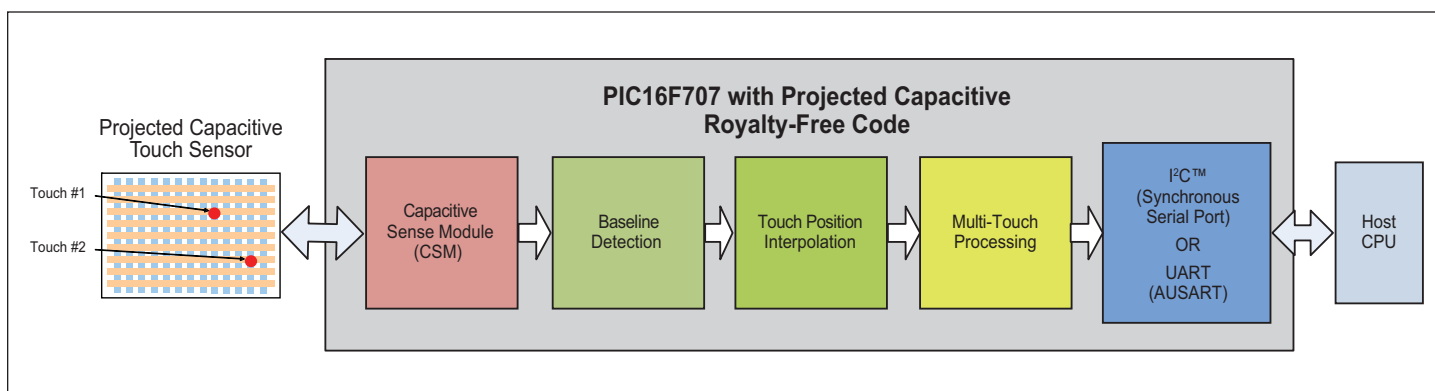 PIC16F707 with Projected Capacitive
Royalty-Free Code
Projected Capacitive
Touch Sensor
Touch #1
Touch #2
Capacitive
Sense Module
(CSM)
Baseline
Detection
Touch Position
Interpolation
Multi-Touch
Processing
I²C™
(Synchronous
Serial Port)
OR
UART
(AUSART)
Host
CPU